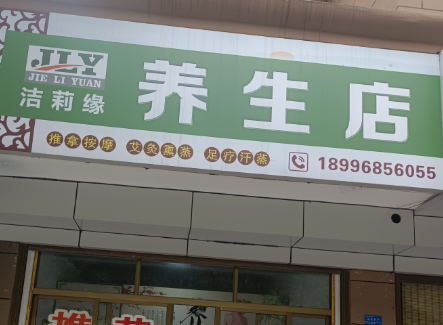 JLY
JIE LI YUAN
洁莉缘
养生店
推拿按摩 艾灸熏蒸 足疗汗蒸
18996856055